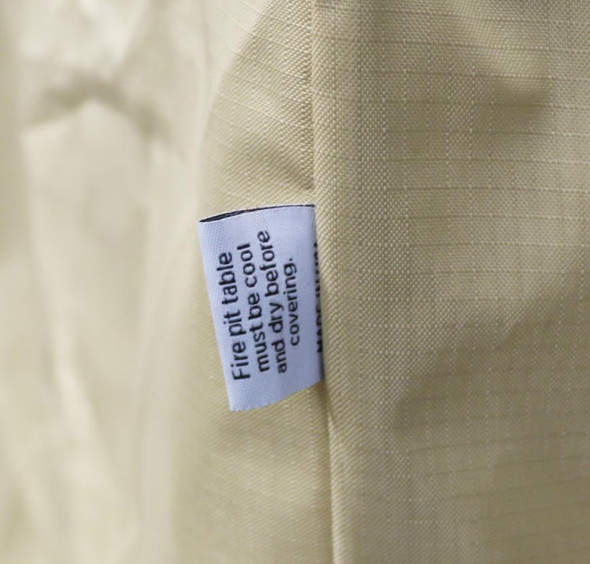 Fire pit table
must be cool
and dry before
covering.